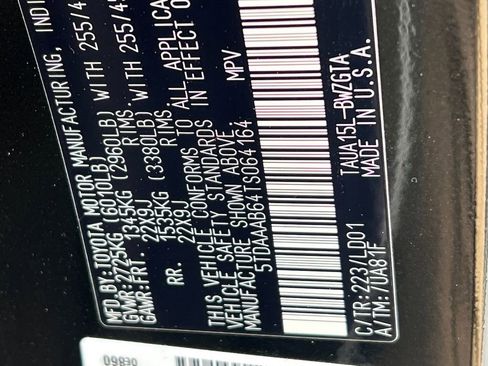 MFD.BY:TOYOTA MOTOR MANUFACTURING, INDI
GVWR:2725KG (6010LB)
GAWR:FRT. 1345KG (2960LB) WITH 255/4
22X9J RIMS
RR. 1535KG (3380LB) WITH 255/4
22X9J RIMS
THIS VEHICLE CONFORMS TO ALL APPLICA
VEHICLE SAFETY STANDARDS IN EFFECT O
MANUFACTURE SHOWN ABOVE.
5TDAAAB64TS064164 MPV
C/TR:223/LD01 TAUA15L-BWZGTA
A/TM:7UA81F MADE IN U.S.A.
0E860